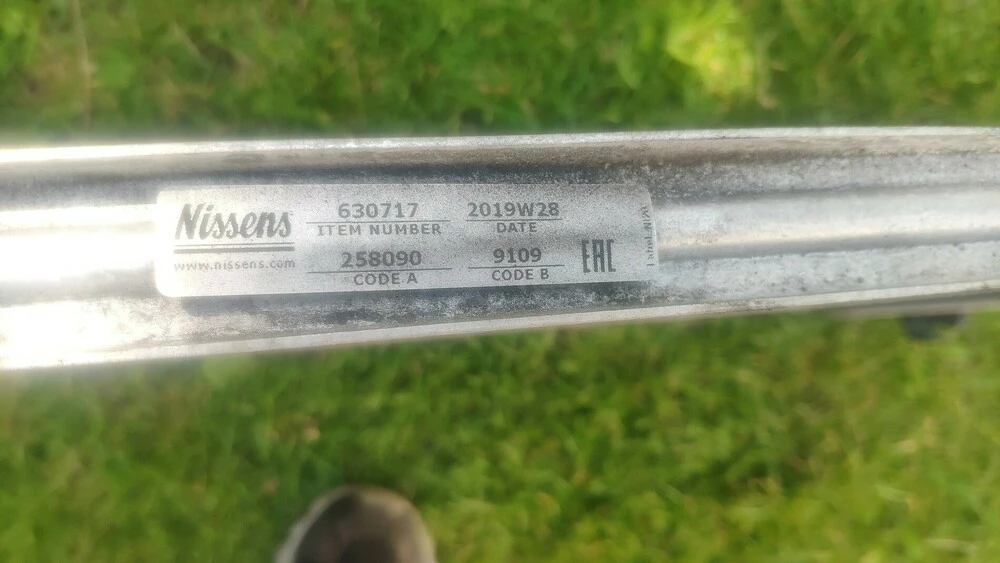 Nissens
www.nissens.com
630717
ITEM NUMBER
2019W28
DATE
258090
CODE A
9109
CODE B
EAC